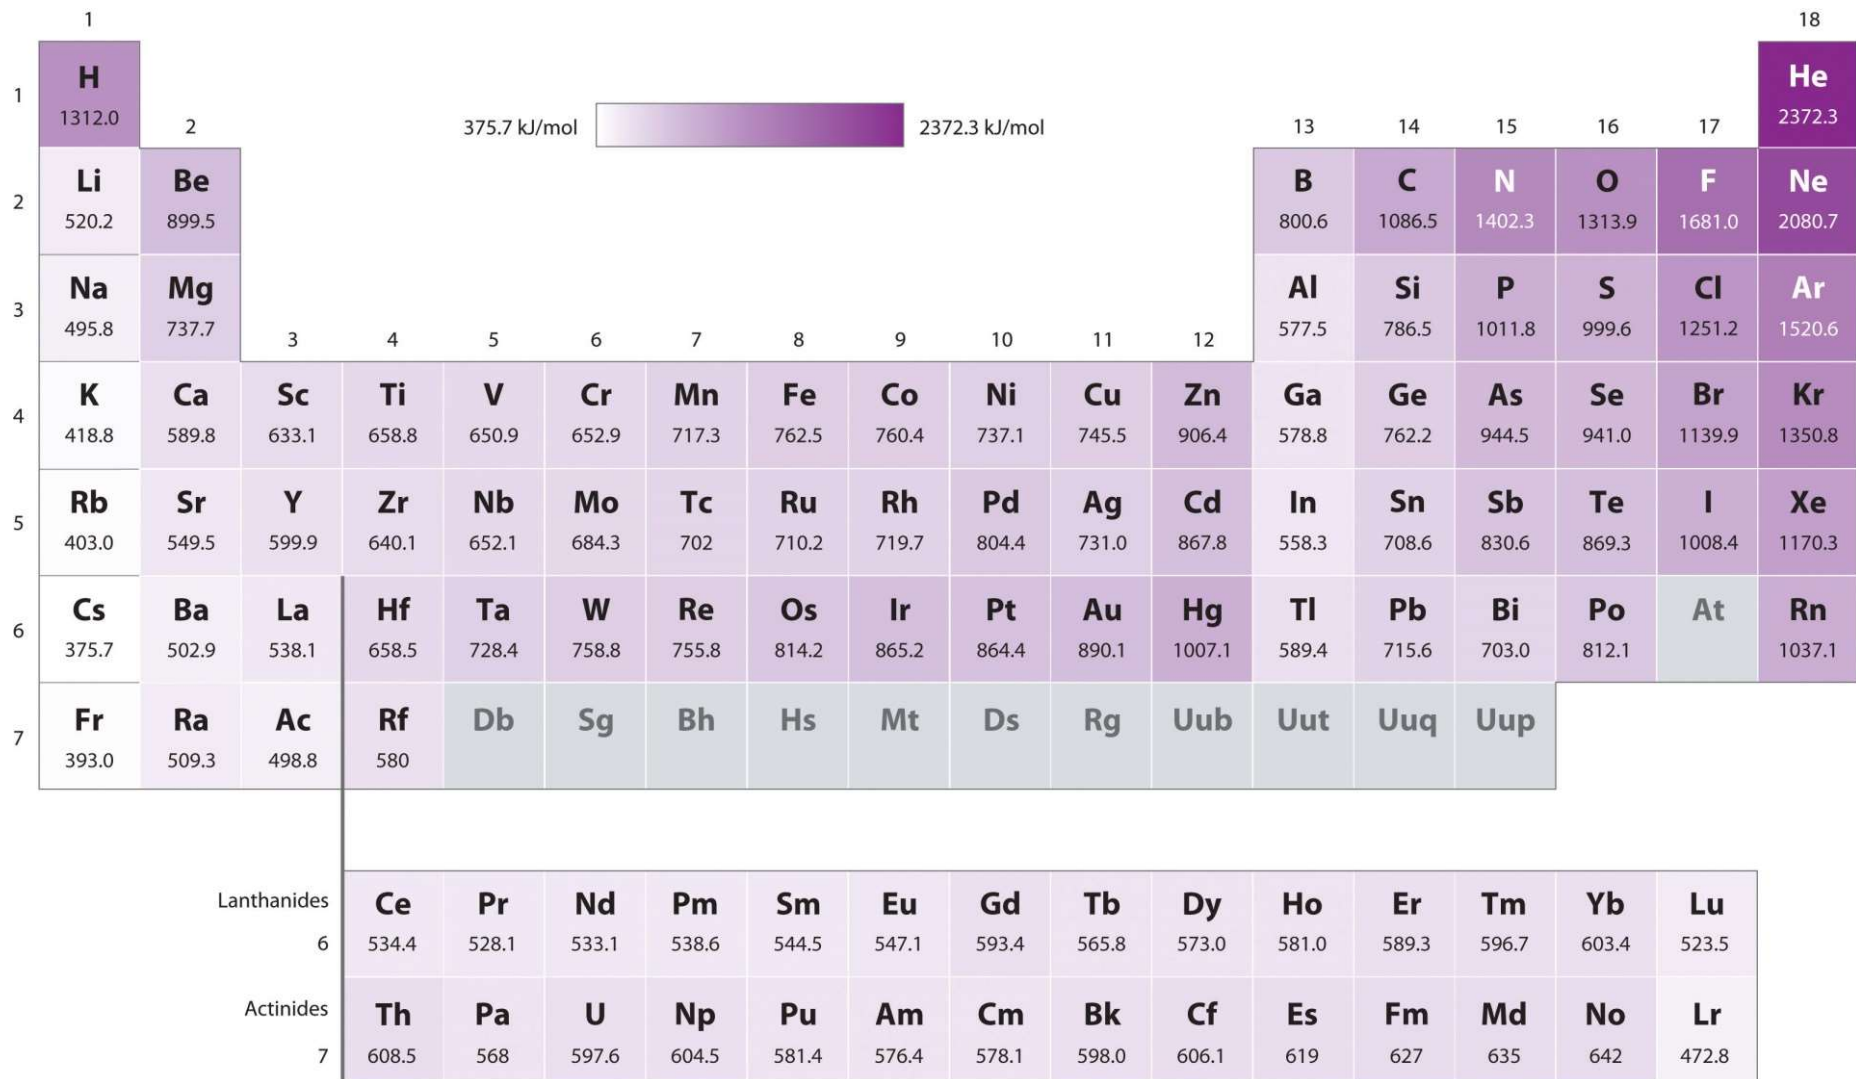 1 18
H He
1 1312.0 2 375.7 kJ/mol 2372.3 kJ/mol 13 14 15 16 17 2372.3
Li Be B C N O F Ne
2 520.2 899.5 800.6 1086.5 1402.3 1313.9 1681.0 2080.7
Na Mg Al Si P S Cl Ar
3 495.8 737.7 3 4 5 6 7 8 9 10 11 12 577.5 786.5 1011.8 999.6 1251.2 1520.6
K Ca Sc Ti V Cr Mn Fe Co Ni Cu Zn Ga Ge As Se Br Kr
4 418.8 589.8 633.1 658.8 650.9 652.9 717.3 762.5 760.4 737.1 745.5 906.4 578.8 762.2 944.5 941.0 1139.9 1350.8
Rb Sr Y Zr Nb Mo Tc Ru Rh Pd Ag Cd In Sn Sb Te I Xe
5 403.0 549.5 599.9 640.1 652.1 684.3 702 710.2 719.7 804.4 731.0 867.8 558.3 708.6 830.6 869.3 1008.4 1170.3
Cs Ba La Hf Ta W Re Os Ir Pt Au Hg Tl Pb Bi Po At Rn
6 375.7 502.9 538.1 658.5 728.4 758.8 755.8 814.2 865.2 864.4 890.1 1007.1 589.4 715.6 703.0 812.1 1037.1
Fr Ra Ac Rf Db Sg Bh Hs Mt Ds Rg Uub Uut Uuq Uup
7 393.0 509.3 498.8 580
Lanthanides Ce Pr Nd Pm Sm Eu Gd Tb Dy Ho Er Tm Yb Lu
6 534.4 528.1 533.1 538.6 544.5 547.1 593.4 565.8 573.0 581.0 589.3 596.7 603.4 523.5
Actinides Th Pa U Np Pu Am Cm Bk Cf Es Fm Md No Lr
7 608.5 568 597.6 604.5 581.4 576.4 578.1 598.0 606.1 619 627 635 642 472.8